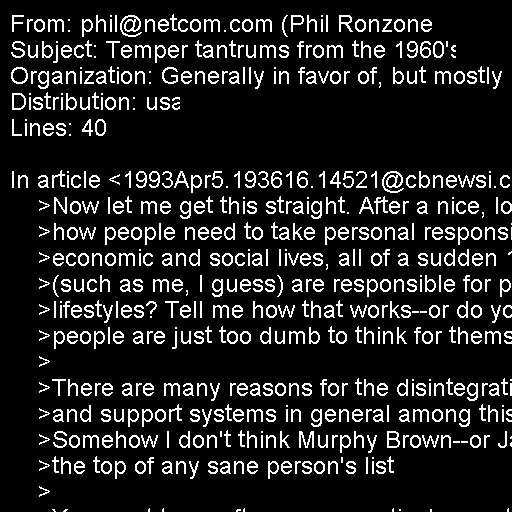 From: phil@netcom.com (Phil Ronzone
Subject: Temper tantrums from the 1960's
Organization: Generally in favor of, but mostly
Distribution: usa
Lines: 40

In article <1993Apr5.193616.14521@cbnewsi.c
>Now let me get this straight. After a nice, lo
>how people need to take personal responsi
>economic and social lives, all of a sudden
>(such as me, I guess) are responsible for p
>lifestyles? Tell me how that works--or do yo
>people are just too dumb to think for thems
>
>There are many reasons for the disintegrati
>and support systems in general among this
>Somehow I don't think Murphy Brown--or Ja
>the top of any sane person's list
>